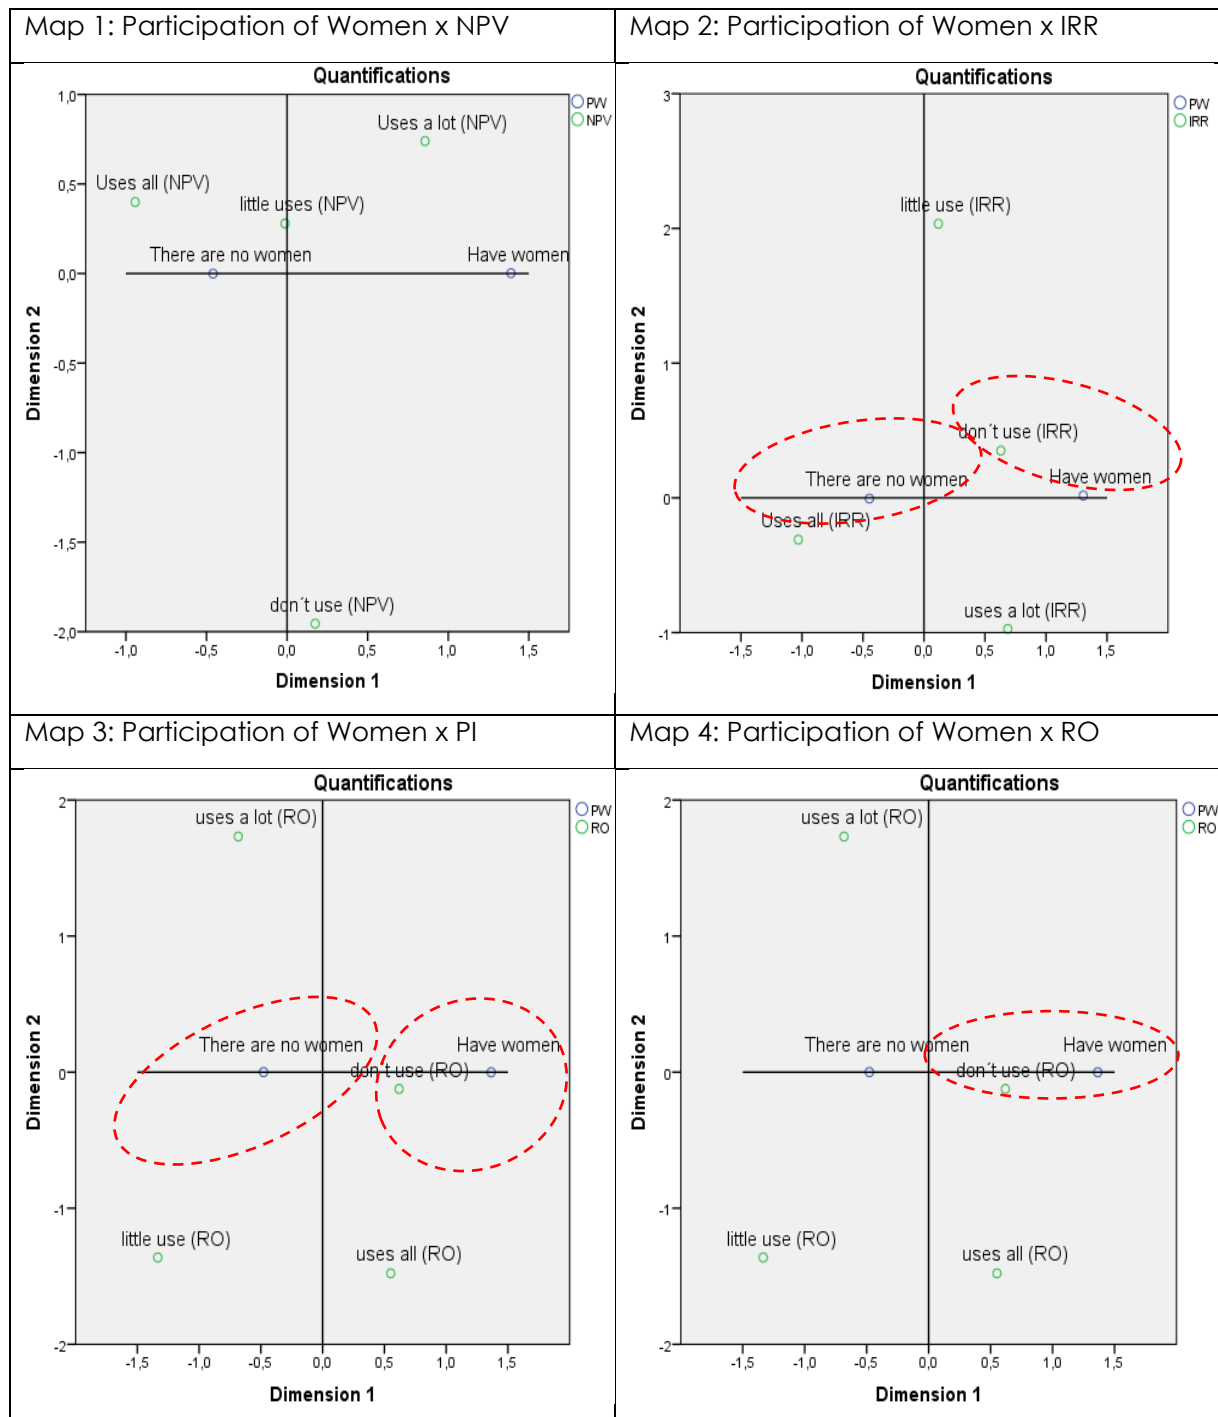 Map 1: Participation of Women x NPV
Map 2: Participation of Women x IRR
Quantifications
PW
NPV
1,0
0,5
0,0
-0,5
-1,0
-1,5
-2,0
Dimension 2
Uses a lot (NPV)
Uses all (NPV)
little uses (NPV)
There are no women
Have women
don´t use (NPV)
-1,0 -0,5 0,0 0,5 1,0 1,5
Dimension 1
Quantifications
PW
IRR
3
2
1
0
-1
Dimension 2
little use (IRR)
don´t use (IRR)
There are no women
Have women
Uses all (IRR)
uses a lot (IRR)
-1,5 -1,0 -0,5 0,0 0,5 1,0 1,5
Dimension 1
Map 3: Participation of Women x PI
Map 4: Participation of Women x RO
Quantifications
PW
RO
2
1
0
-1
-2
Dimension 2
uses a lot (RO)
There are no women
Have women
don´t use (RO)
little use (RO)
uses all (RO)
-1,5 -1,0 -0,5 0,0 0,5 1,0 1,5
Dimension 1
Quantifications
PW
RO
2
1
0
-1
-2
Dimension 2
uses a lot (RO)
There are no women
Have women
don´t use (RO)
little use (RO)
uses all (RO)
-1,5 -1,0 -0,5 0,0 0,5 1,0 1,5
Dimension 1